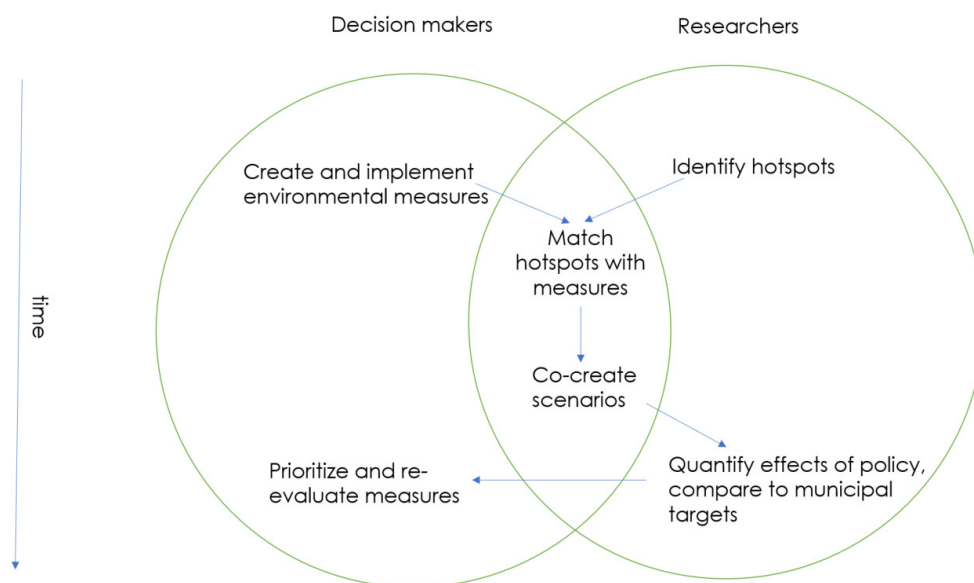 Decision makers
Researchers
Create and implement
environmental measures
Identify hotspots
Match
hotspots with
measures
time
Co-create
scenarios
Prioritize and re-
evaluate measures
Quantify effects of policy,
compare to municipal
targets